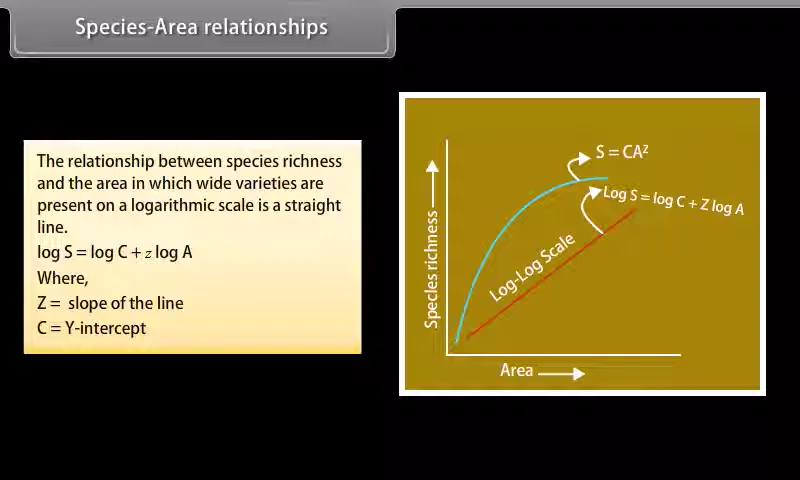 Species-Area relationships
The relationship between species richness
and the area in which wide varieties are
present on a logarithmic scale is a straight
line.
log S = log C + z log A
Where,
Z = slope of the line
C = Y-intercept
S = CAᶻ
Log S = log C + Z log A
Log-Log Scale
Specles richness
Area